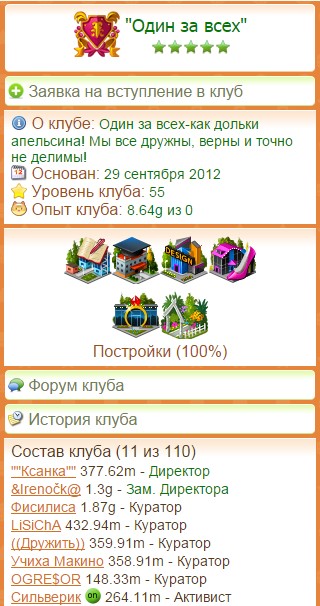 "Один за всех"
Заявка на вступление в клуб
О клубе: Один за всех-как дольки
апельсина! Мы все дружны, верны и точно
не делимы!
Основан: 29 сентября 2012
Уровень клуба: 55
Опыт клуба: 8.64g из 0
DESIGN
Постройки (100%)
Форум клуба
История клуба
Состав клуба (11 из 110)
""Ксанка"" 377.62m - Директор
&Irenočk@ 1.3g - Зам. Директора
Фисилиса 1.87g - Куратор
LiSiChA 432.94m - Куратор
((Дружить)) 359.91m - Куратор
Учиха Макино 358.91m - Куратор
OGRE$OR 148.33m - Куратор
Сильверик on 264.11m - Активист